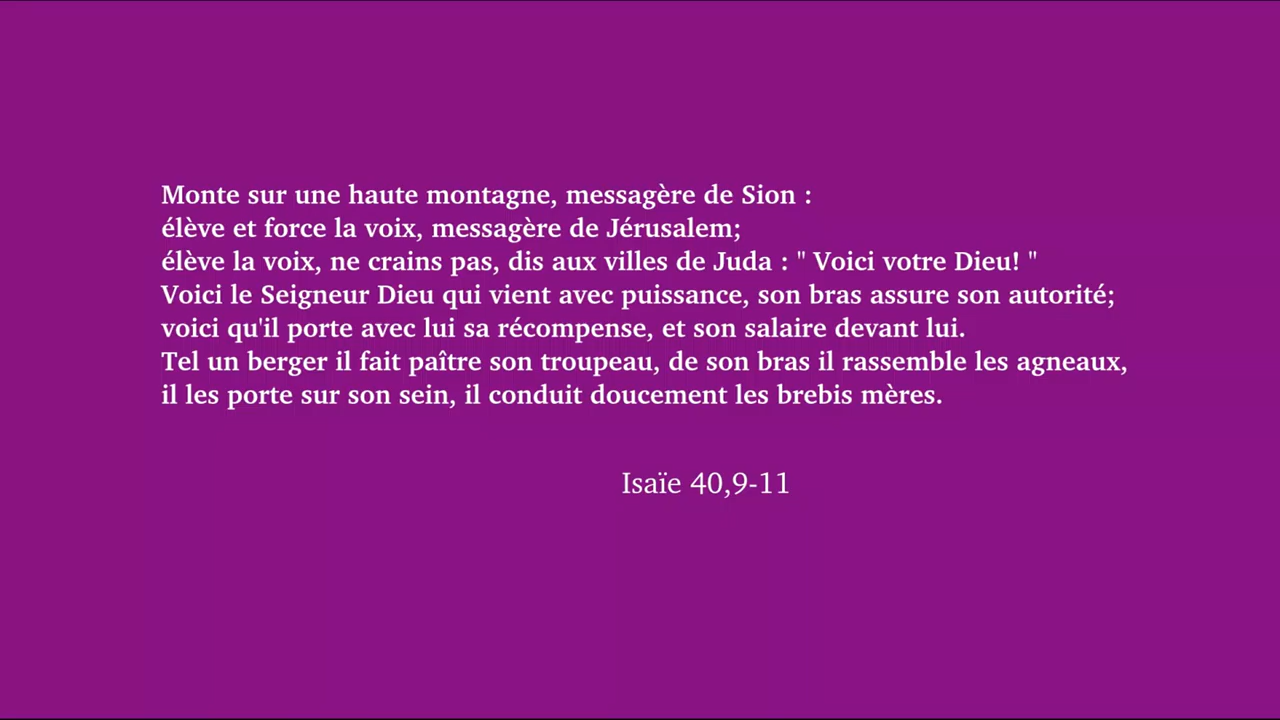 Monte sur une haute montagne, messagère de Sion :
élève et force la voix, messagère de Jérusalem;
élève la voix, ne crains pas, dis aux villes de Juda : " Voici votre Dieu! "
Voici le Seigneur Dieu qui vient avec puissance, son bras assure son autorité;
voici qu'il porte avec lui sa récompense, et son salaire devant lui.
Tel un berger il fait paître son troupeau, de son bras il rassemble les agneaux,
il les porte sur son sein, il conduit doucement les brebis mères.
Isaïe 40,9-11